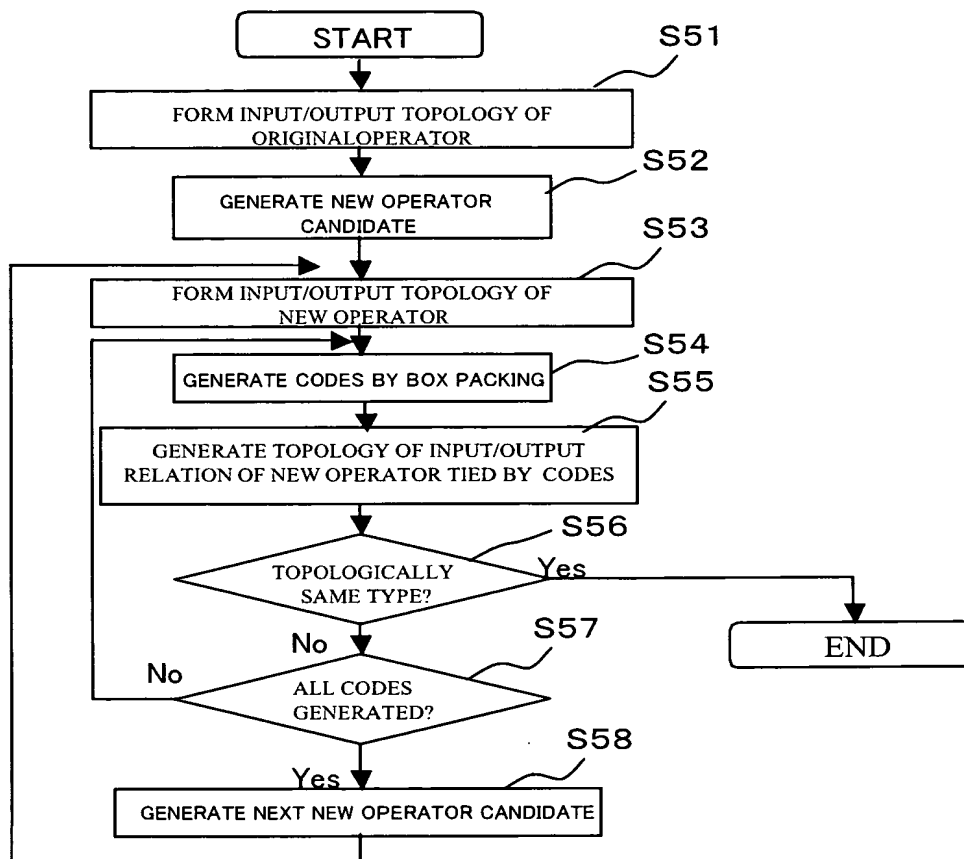 START
S51
FORM INPUT/OUTPUT TOPOLOGY OF
ORIGINALOPERATOR
S52
GENERATE NEW OPERATOR
CANDIDATE
S53
FORM INPUT/OUTPUT TOPOLOGY OF
NEW OPERATOR
S54
GENERATE CODES BY BOX PACKING
S55
GENERATE TOPOLOGY OF INPUT/OUTPUT
RELATION OF NEW OPERATOR TIED BY CODES
S56
TOPOLOGICALLY
SAME TYPE?
Yes
END
No
S57
No
ALL CODES
GENERATED?
Yes
S58
GENERATE NEXT NEW OPERATOR CANDIDATE